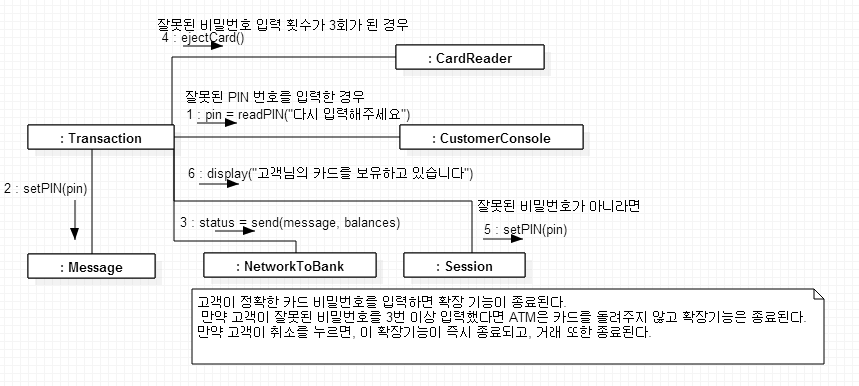 잘못된 비밀번호 입력 횟수가 3회가 된 경우
4 : ejectCard()
: CardReader
잘못된 PIN 번호를 입력한 경우
1 : pin = readPIN("다시 입력해주세요")
: Transaction
: CustomerConsole
6 : display("고객님의 카드를 보유하고 있습니다")
2 : setPIN(pin)
잘못된 비밀번호가 아니라면
3 : status = send(message, balances)
5 : setPIN(pin)
: Message
: NetworkToBank
: Session
고객이 정확한 카드 비밀번호를 입력하면 확장 기능이 종료된다.
만약 고객이 잘못된 비밀번호를 3번 이상 입력했다면 ATM은 카드를 돌려주지 않고 확장기능은 종료된다.
만약 고객이 취소를 누르면, 이 확장기능이 즉시 종료되고, 거래 또한 종료된다.